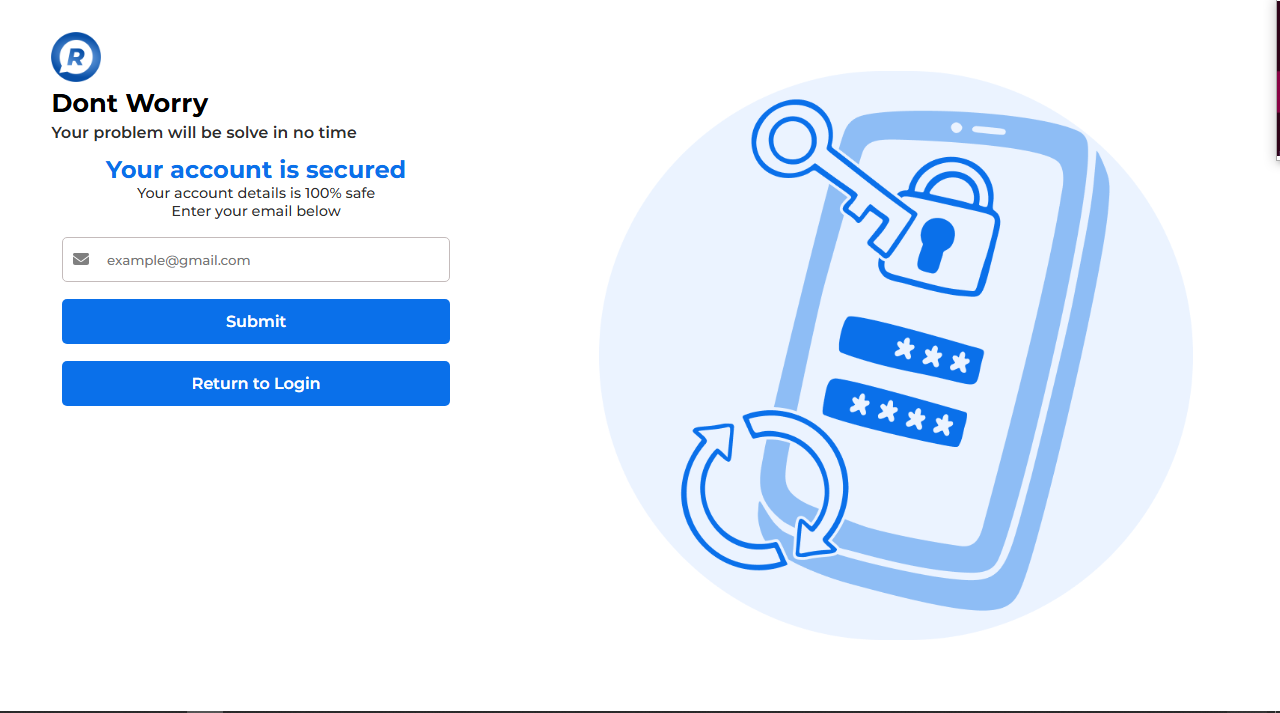 R
Dont Worry
Your problem will be solve in no time
Your account is secured
Your account details is 100% safe
Enter your email below
example@gmail.com
Submit
Return to Login
***
****